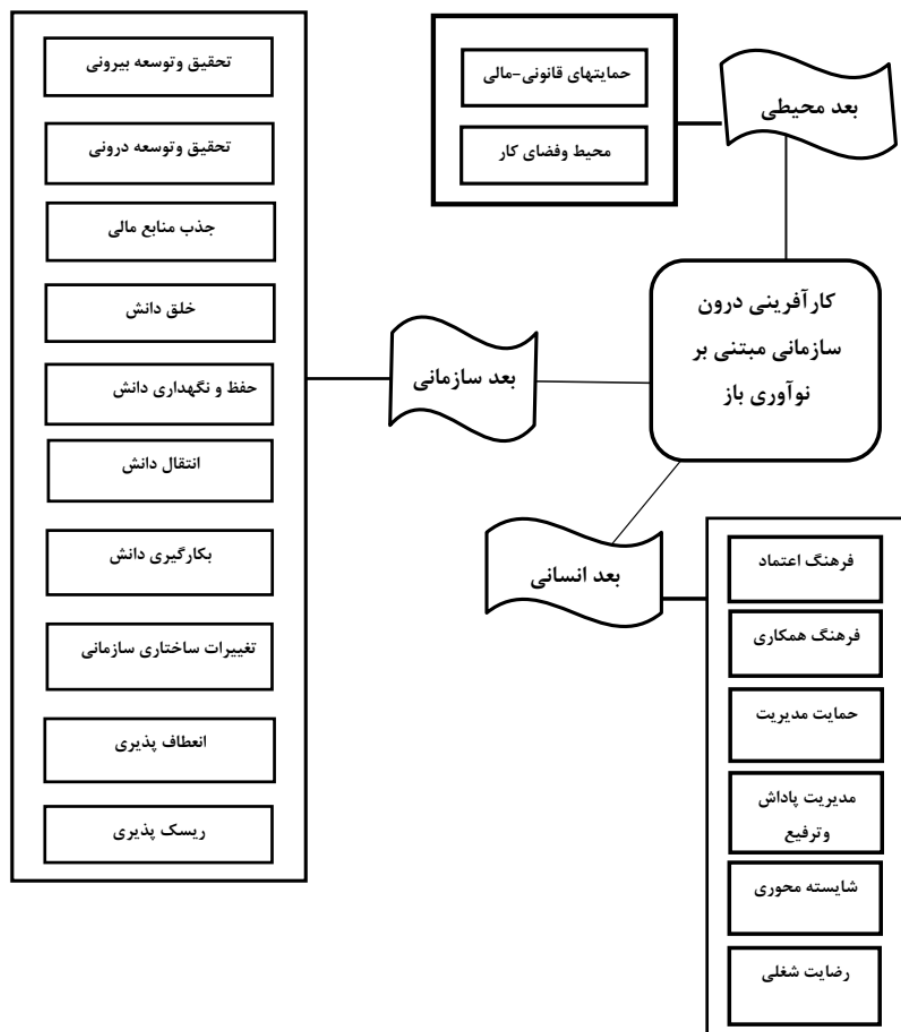 بعد محیطی
حمایتهای قانونی-مالی
محیط وفضای کار
کارآفرینی درون
سازمانی مبتنی بر
نوآوری باز
بعد سازمانی
تحقیق وتوسعه بیرونی
تحقیق وتوسعه درونی
جذب منابع مالی
خلق دانش
حفظ و نگهداری دانش
انتقال دانش
بکارگیری دانش
تغییرات ساختاری سازمانی
انعطاف پذیری
ریسک پذیری
بعد انسانی
فرهنگ اعتماد
فرهنگ همکاری
حمایت مدیریت
مدیریت پاداش
وترفیع
شایسته محوری
رضایت شغلی